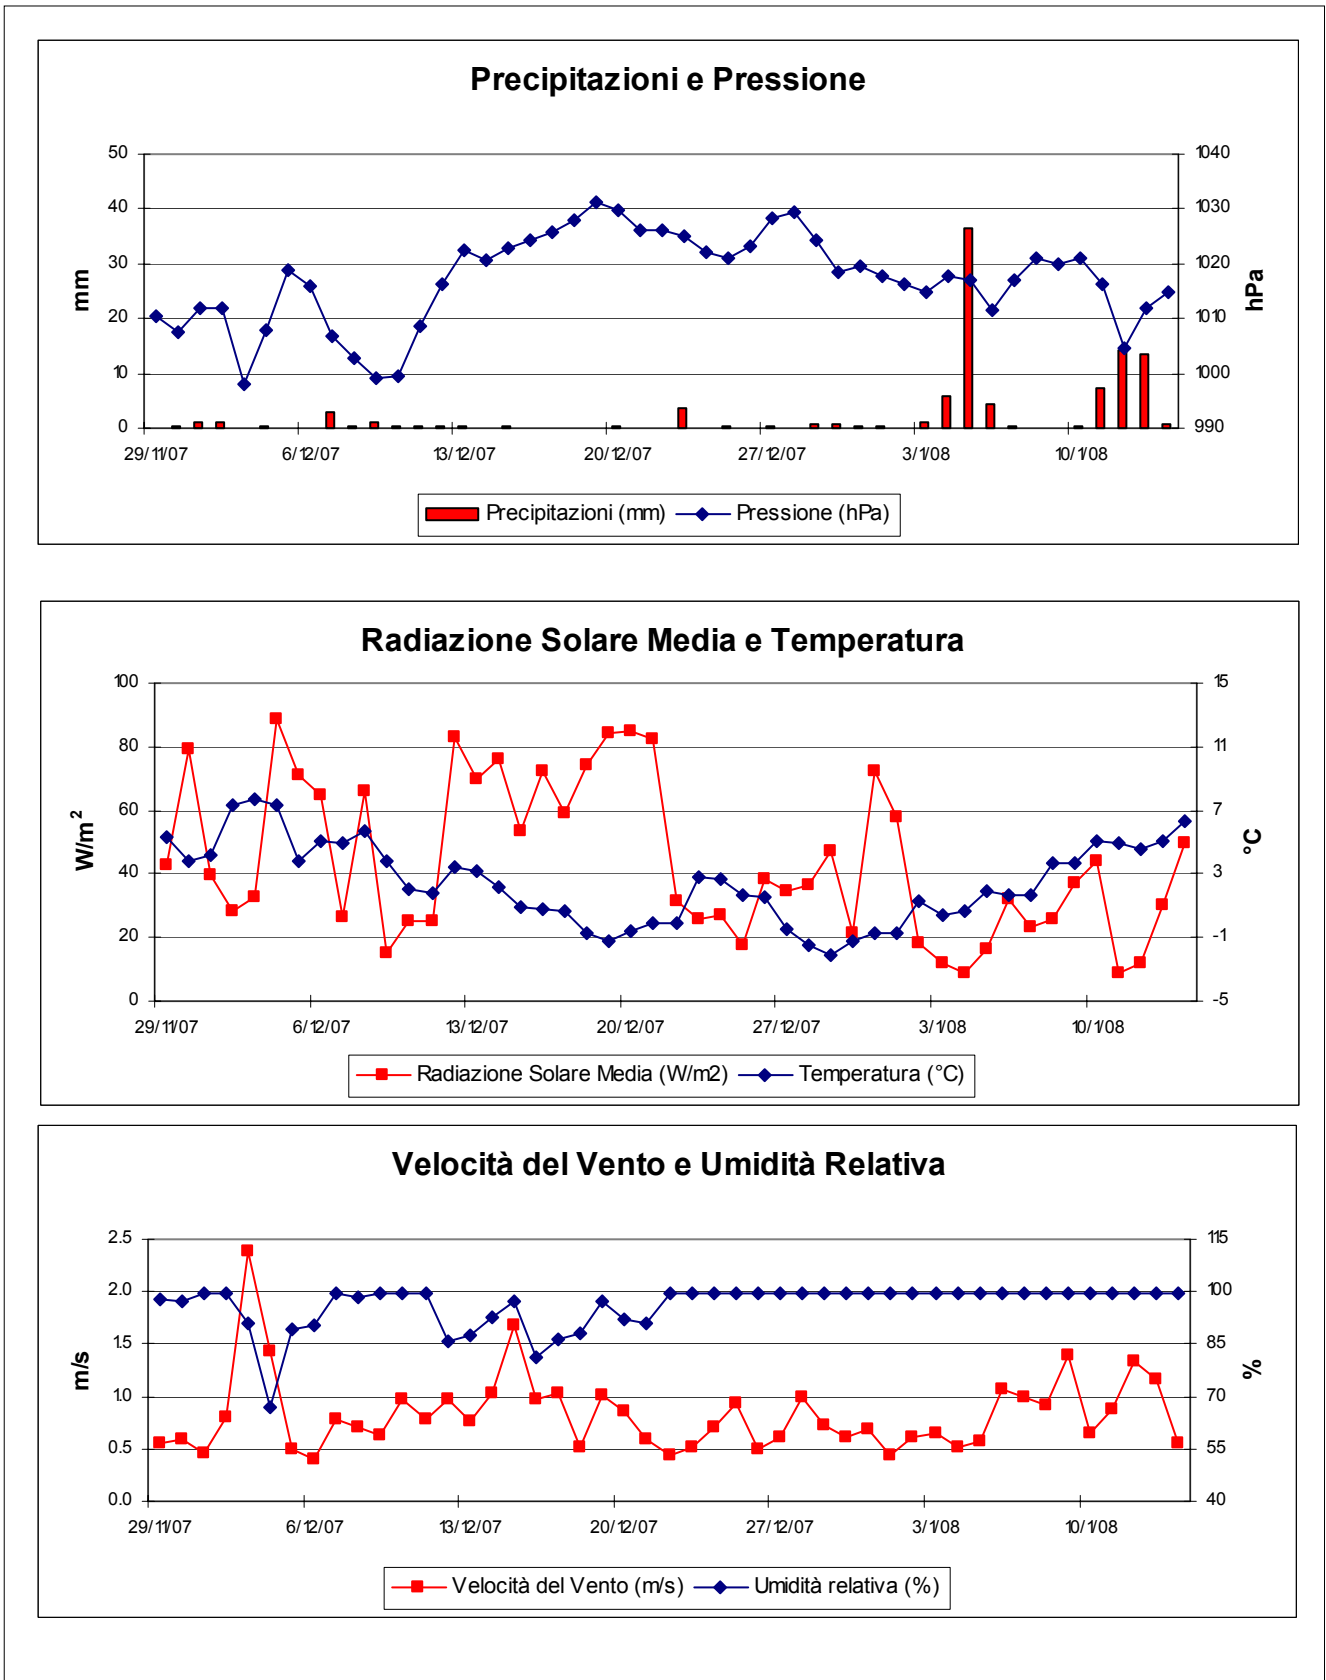 Precipitazioni e Pressione
50 1040
40 1030
30 1020
20 1010
10 1000
0 990
mm
hPa
29/11/07 6/12/07 13/12/07 20/12/07 27/12/07 3/1/08 10/1/08
Precipitazioni (mm) Pressione (hPa)
Radiazione Solare Media e Temperatura
100 15
80 11
60 7
40 3
20 -1
0 -5
W/m²
°C
29/11/07 6/12/07 13/12/07 20/12/07 27/12/07 3/1/08 10/1/08
Radiazione Solare Media (W/m2) Temperatura (°C)
Velocità del Vento e Umidità Relativa
2.5 115
2.0 100
1.5 85
1.0 70
0.5 55
0.0 40
m/s
%
29/11/07 6/12/07 13/12/07 20/12/07 27/12/07 3/1/08 10/1/08
Velocità del Vento (m/s) Umidità relativa (%)